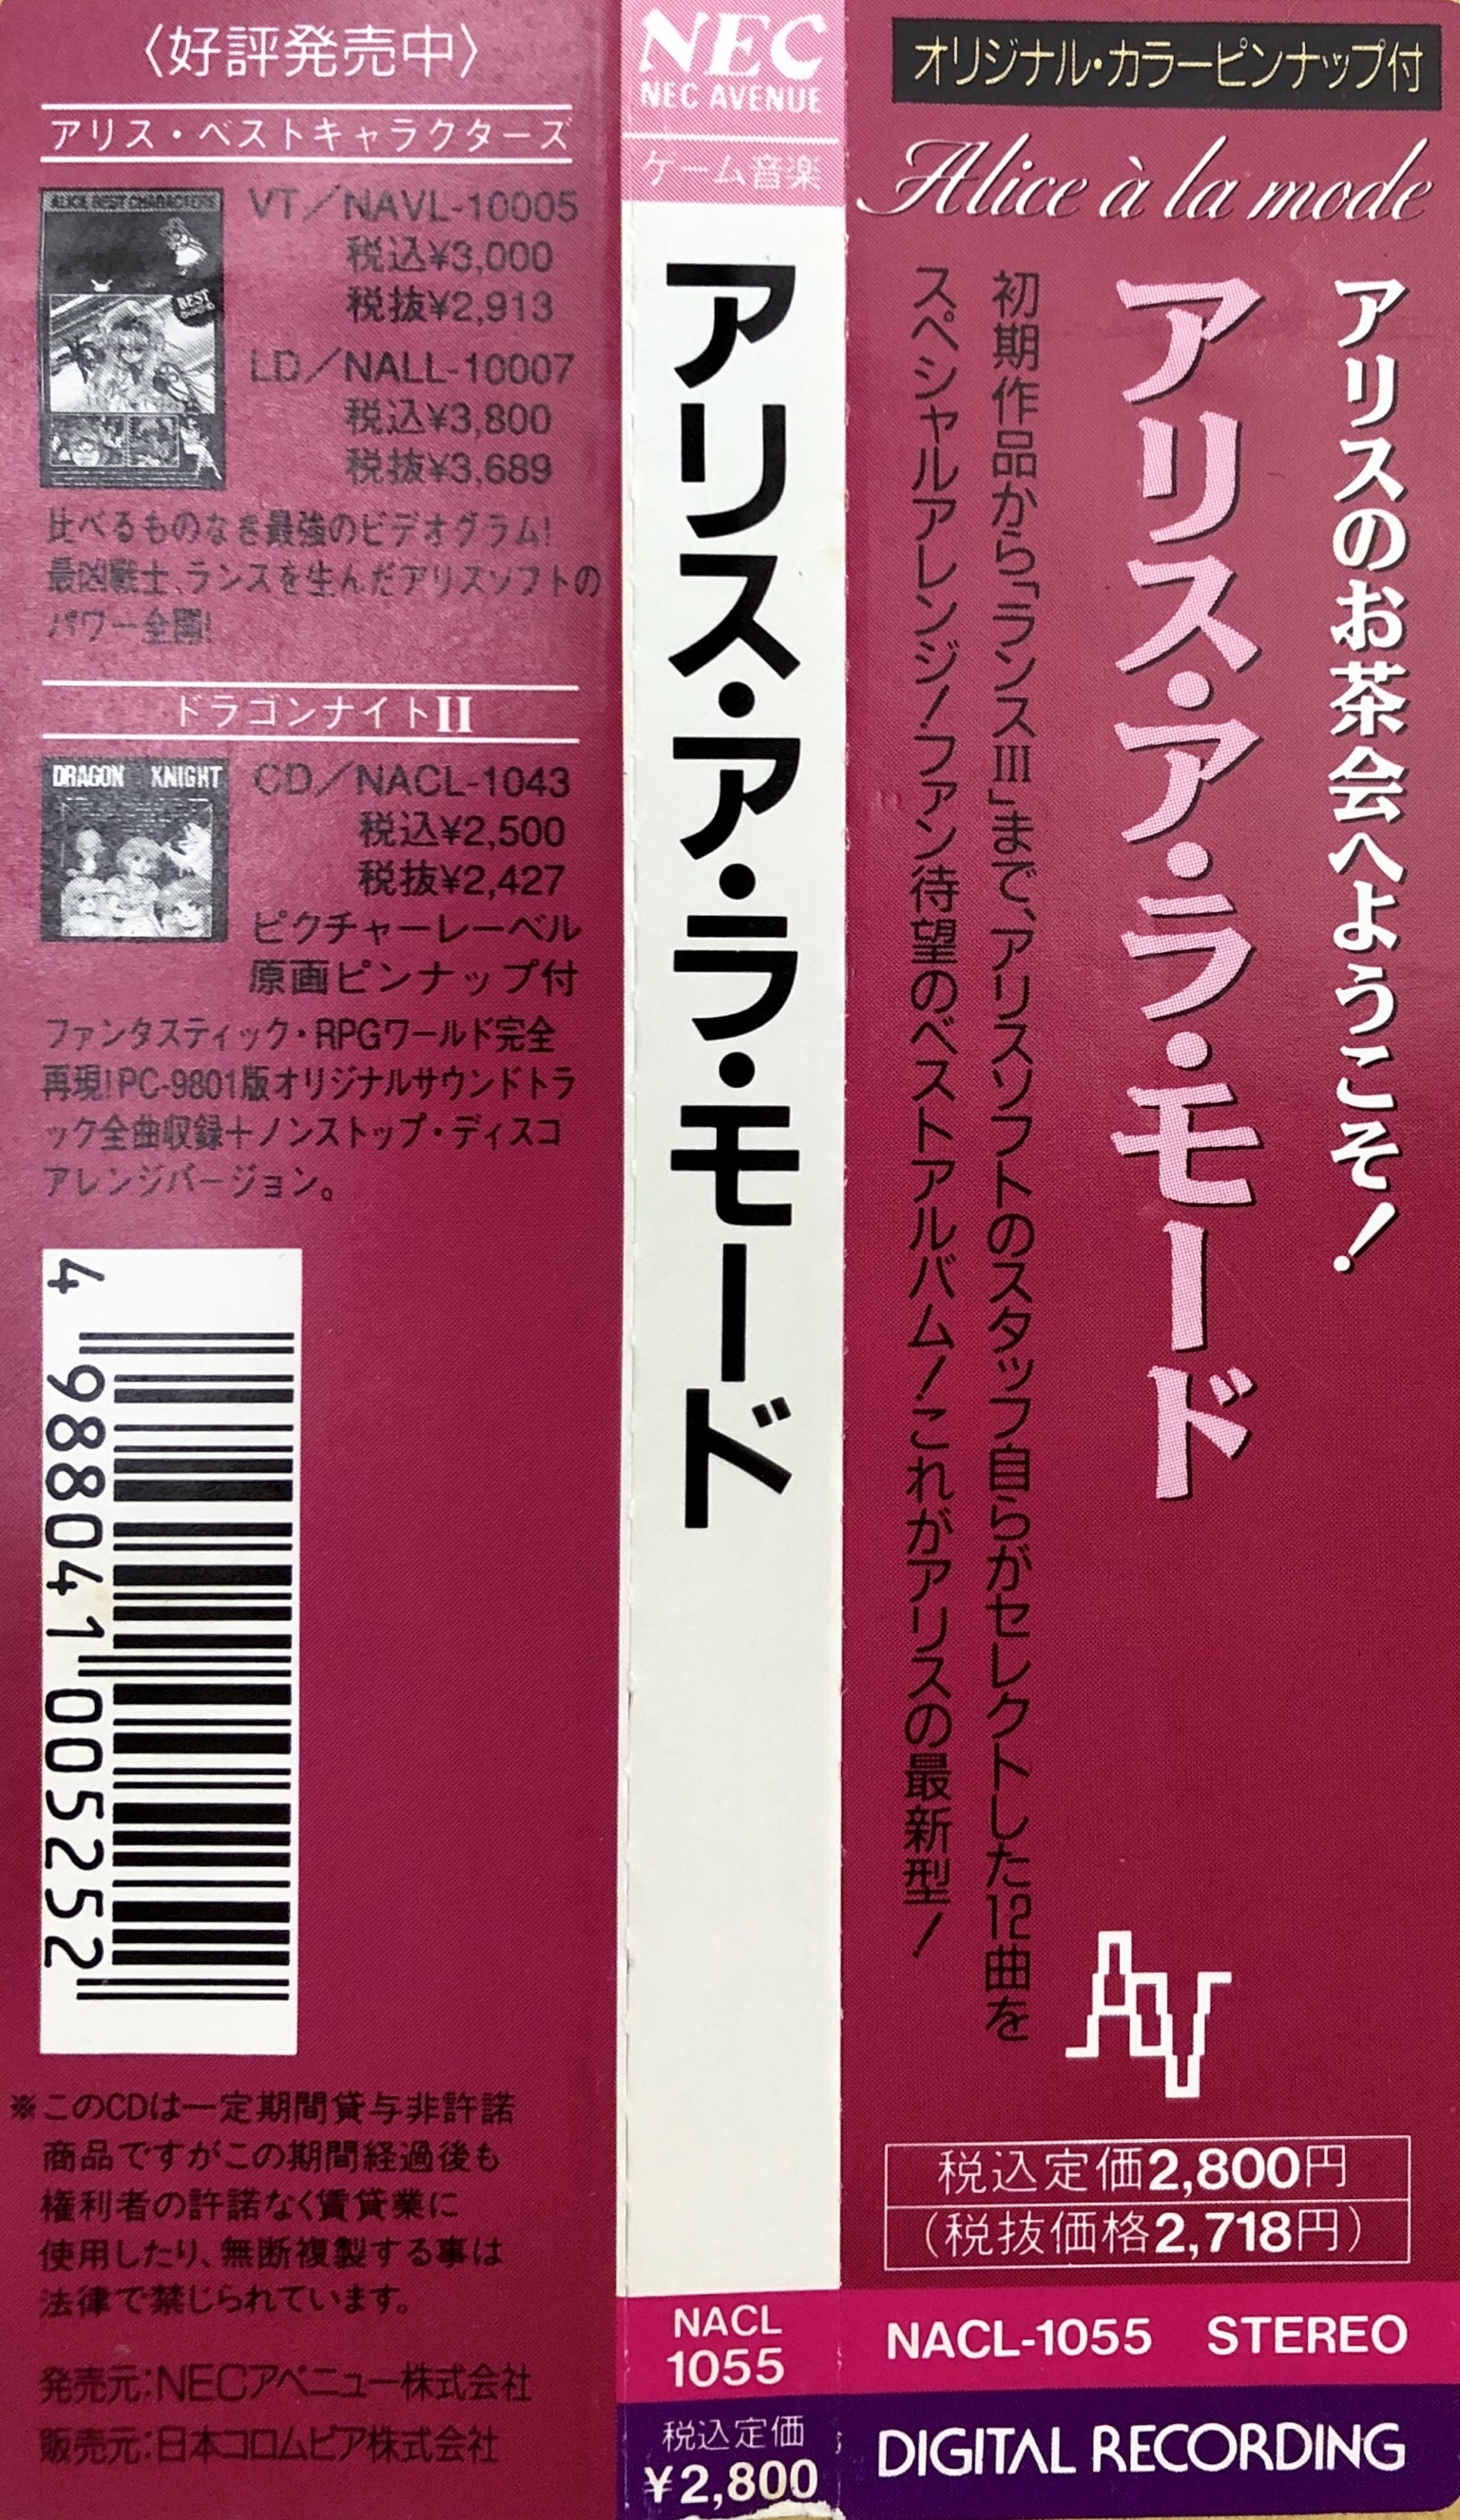 〈好評発売中〉
アリス・ベストキャラクターズ
ALICE BEST CHARACTERS
BEST
VT／NAVL-10005
税込¥3,000
税抜¥2,913
LD／NALL-10007
税込¥3,800
税抜¥3,689
比べるものなき最強のビデオグラム!
最凶戦士、ランスを生んだアリスソフトの
パワー全開!
ドラゴンナイトII
DRAGON KNIGHT
CD／NACL-1043
税込¥2,500
税抜¥2,427
ピクチャーレーベル
原画ピンナップ付
ファンタスティック・RPGワールド完全
再現!PC-9801版オリジナルサウンドトラ
ック全曲収録＋ノンストップ・ディスコ
アレンジバージョン。
4 988041 005252
※このCDは一定期間貸与非許諾
商品ですがこの期間経過後も
権利者の許諾なく賃貸業に
使用したり、無断複製する事は
法律で禁じられています。
発売元:NECアベニュー株式会社
販売元:日本コロムビア株式会社
NEC
NEC AVENUE
ゲーム音楽
アリス・ア・ラ・モード
NACL
1055
税込定価
¥2,800
オリジナル・カラーピンナップ付
Alice à la mode
アリスのお茶会へようこそ！
アリス・ア・ラ・モード
初期作品から「ランスIII」まで、アリスソフトのスタッフ自らがセレクトした12曲を
スペシャルアレンジ！ファン待望のベストアルバム！これがアリスの最新型！
AV
税込定価2,800円
（税抜価格2,718円）
NACL-1055 STEREO
DIGITAL RECORDING